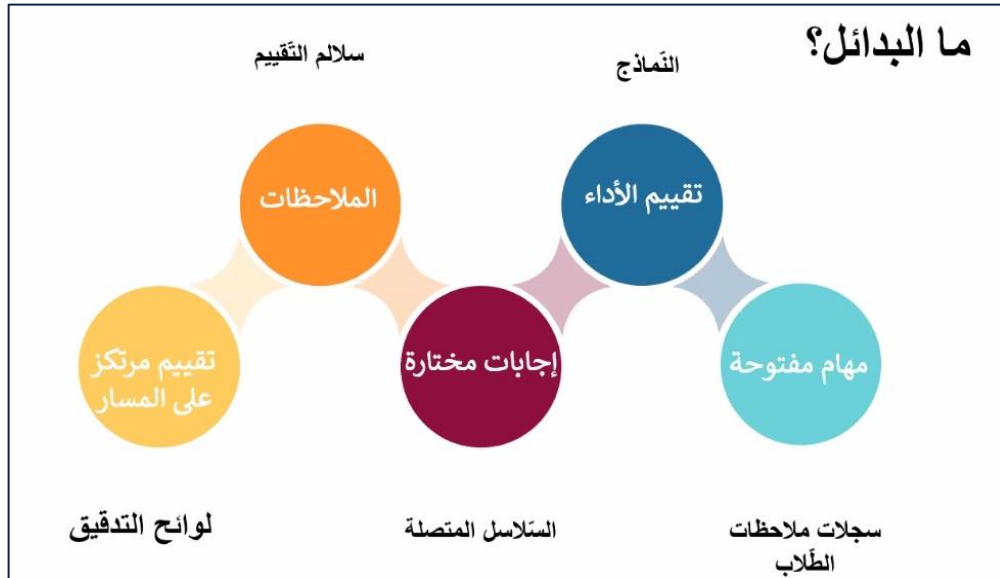 ما البدائل؟
النّماذج
سلالم التّقييم
تقييم الأداء
الملاحظات
مهام مفتوحة
إجابات مختارة
تقييم مرتكز
على المسار
سجلات ملاحظات
الطّلاب
السّلاسل المتصلة
لوائح التدقيق